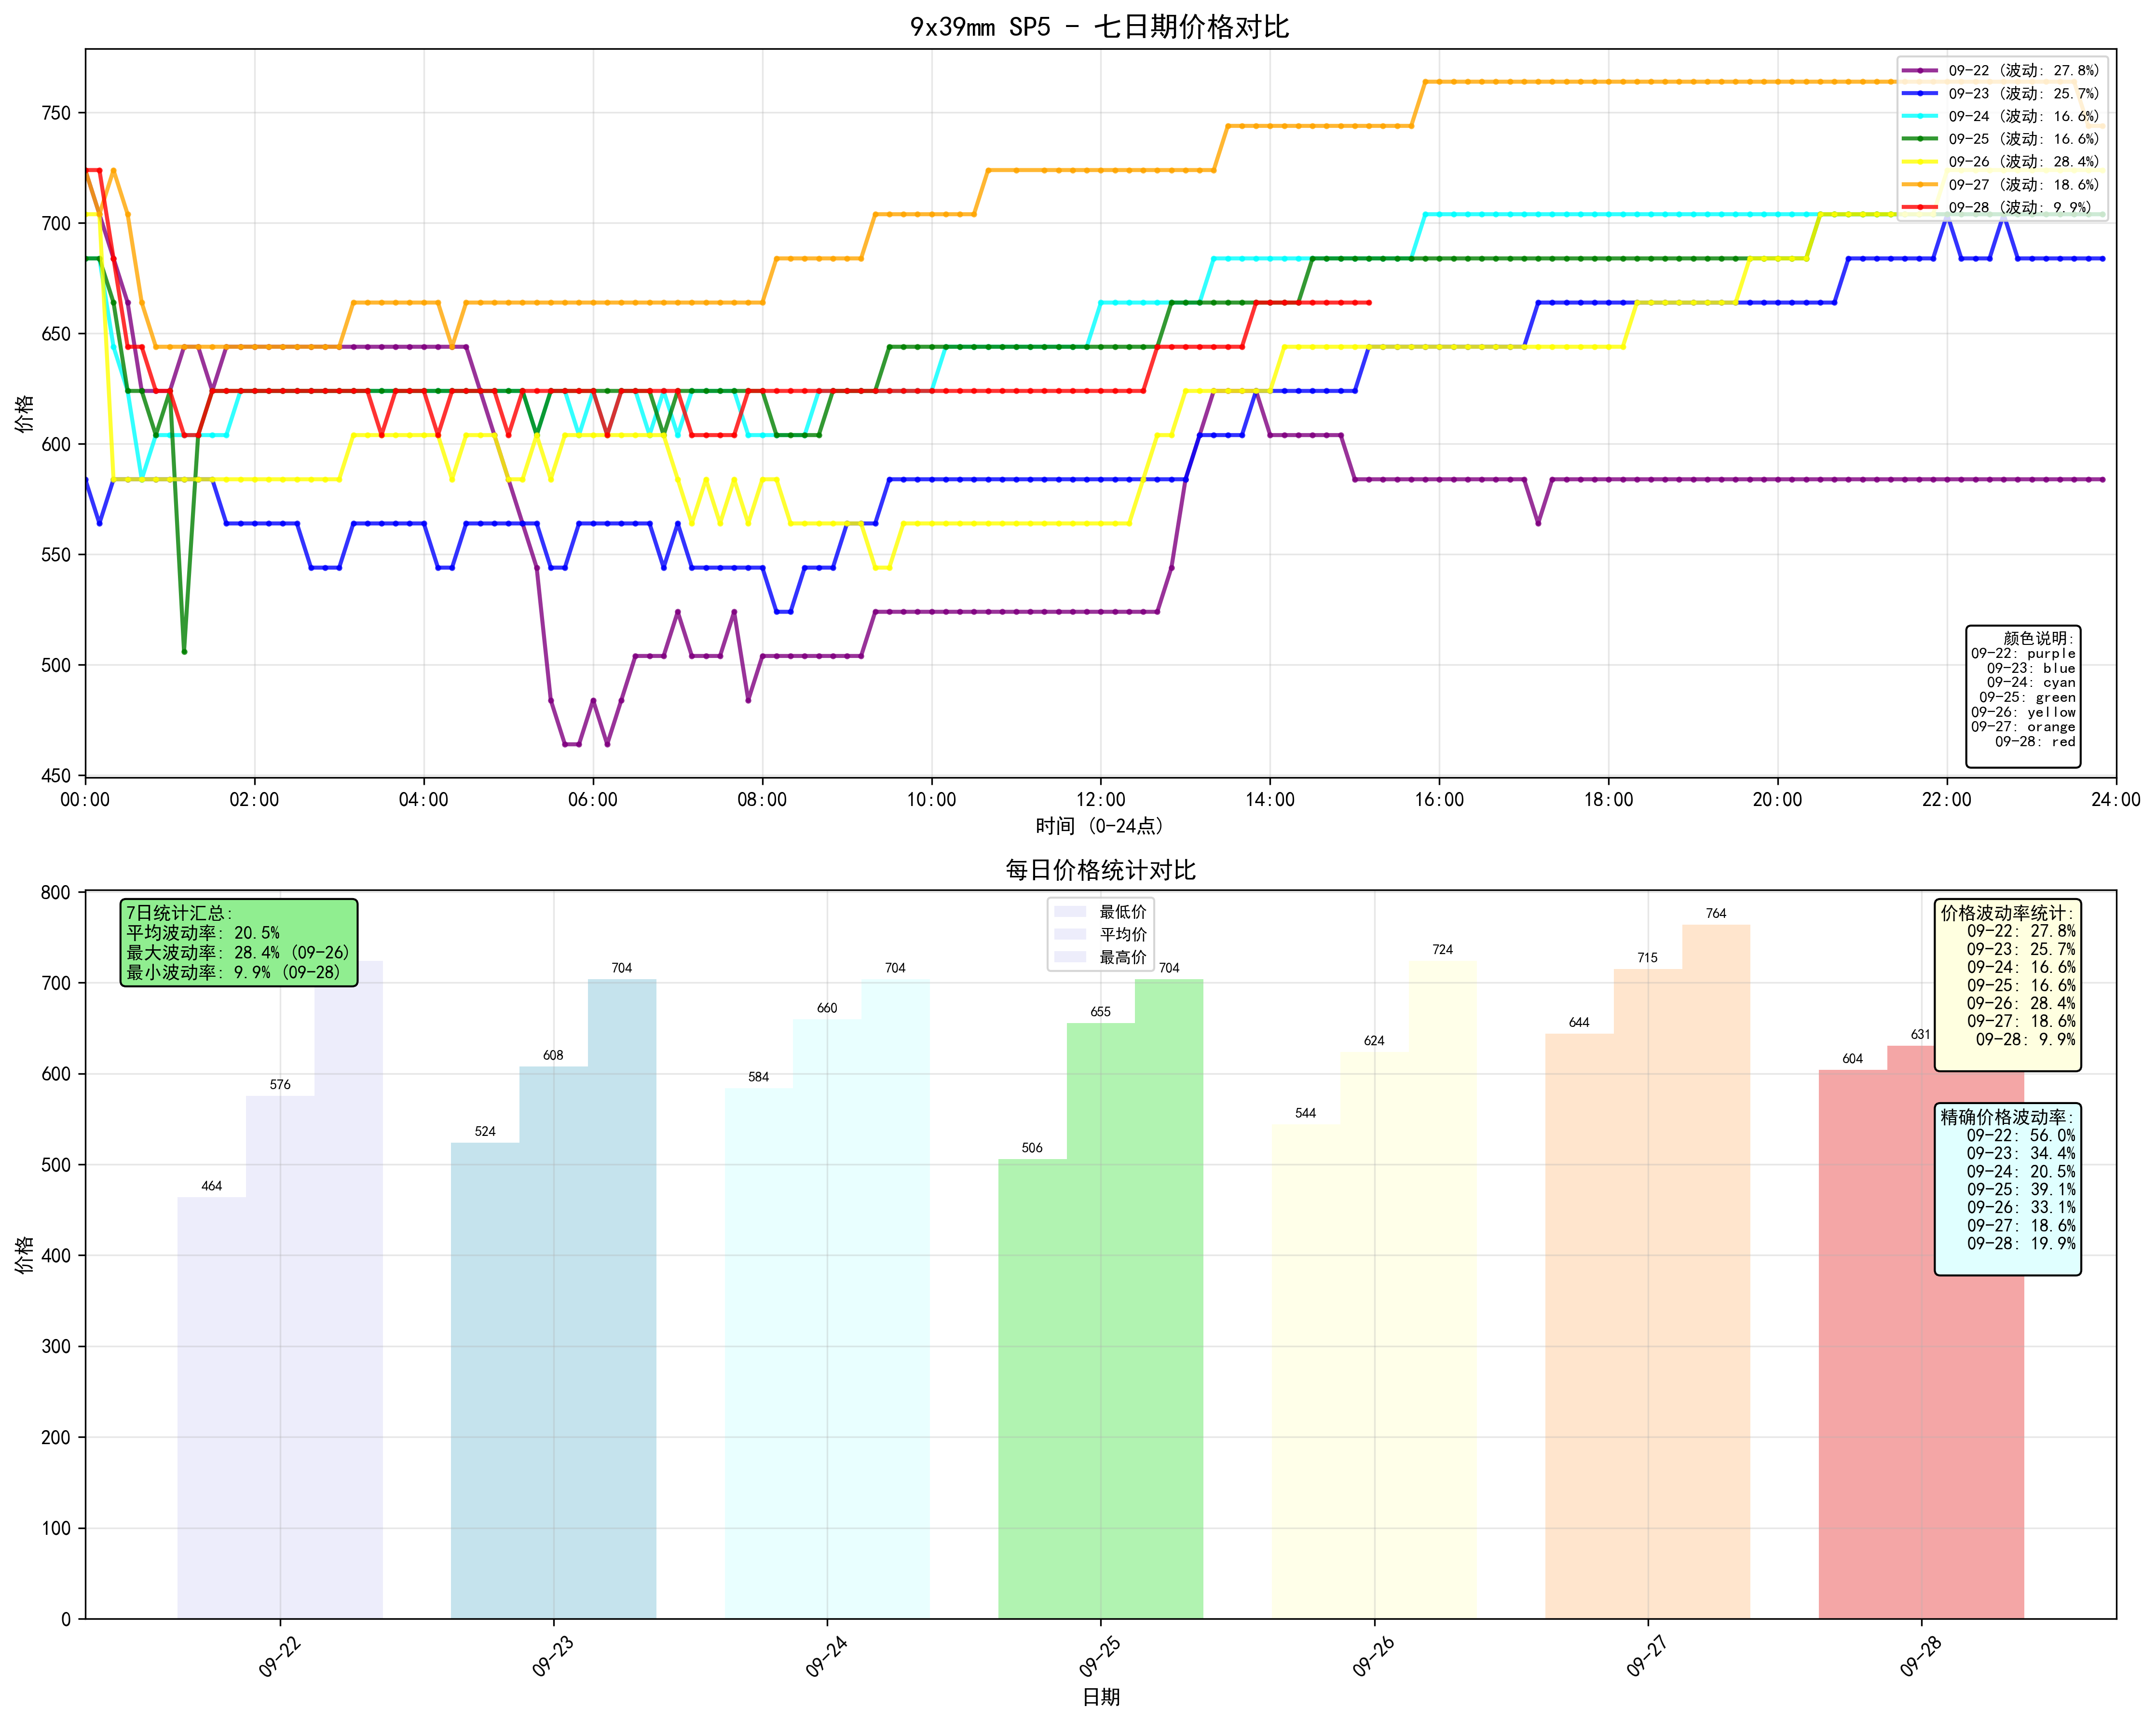 9x39mm SP5 - 七日期价格对比
09-22 (波动: 27.8%)
09-23 (波动: 25.7%)
09-24 (波动: 16.6%)
09-25 (波动: 16.6%)
09-26 (波动: 28.4%)
09-27 (波动: 18.6%)
09-28 (波动: 9.9%)
价格
750
700
650
600
550
500
450
颜色说明:
09-22: purple
09-23: blue
09-24: cyan
09-25: green
09-26: yellow
09-27: orange
09-28: red
00:00 02:00 04:00 06:00 08:00 10:00 12:00 14:00 16:00 18:00 20:00 22:00 24:00
时间 (0-24点)
每日价格统计对比
价格
800
700
600
500
400
300
200
100
0
7日统计汇总:
平均波动率: 20.5%
最大波动率: 28.4% (09-26)
最小波动率: 9.9% (09-28)
最低价
平均价
最高价
价格波动率统计:
09-22: 27.8%
09-23: 25.7%
09-24: 16.6%
09-25: 16.6%
09-26: 28.4%
09-27: 18.6%
09-28: 9.9%
精确价格波动率:
09-22: 56.0%
09-23: 34.4%
09-24: 20.5%
09-25: 39.1%
09-26: 33.1%
09-27: 18.6%
09-28: 19.9%
464 576
524 608 704
584 660 704
506 655 704
544 624 724
644 715 764
604 631
09-22 09-23 09-24 09-25 09-26 09-27 09-28
日期